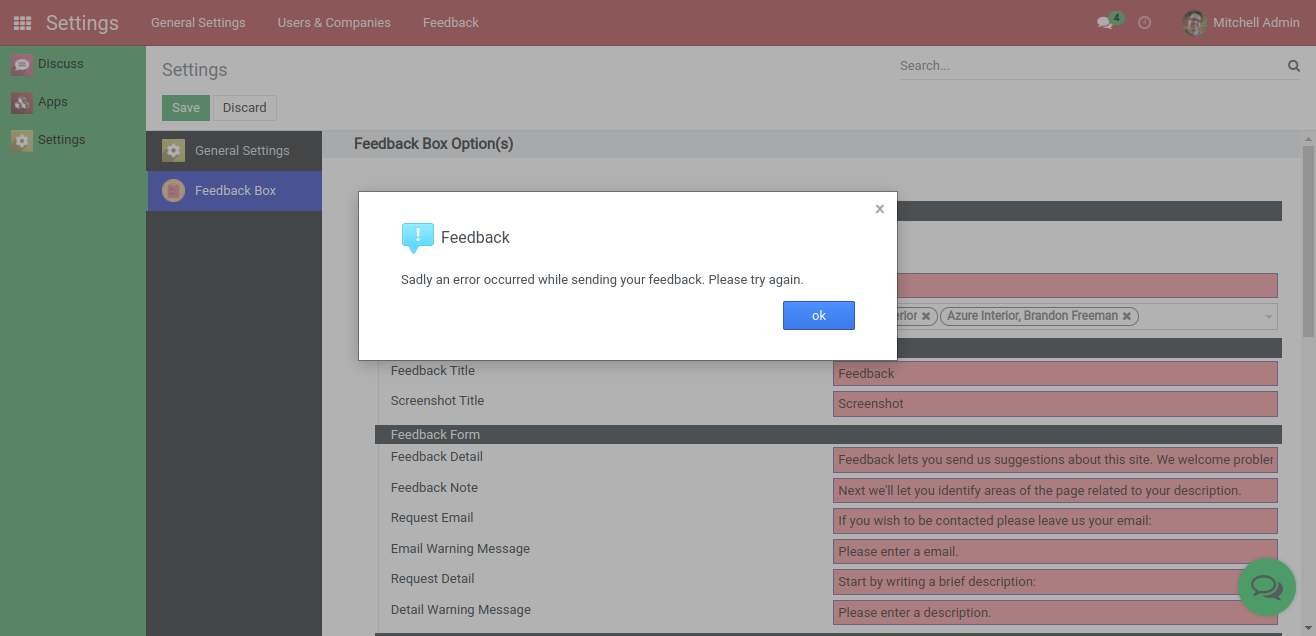 Settings General Settings Users & Companies Feedback 4 Mitchell Admin
Discuss
Apps
Settings
Settings
Search...
Save Discard
General Settings
Feedback Box
Feedback Box Option(s)
x
! Feedback
Sadly an error occurred while sending your feedback. Please try again.
ok
Azure Interior, Brandon Freeman ×
Feedback Title Feedback
Screenshot Title Screenshot
Feedback Form
Feedback Detail Feedback lets you send us suggestions about this site. We welcome
Feedback Note Next we'll let you identify areas of the page related to your description.
Request Email If you wish to be contacted please leave us your email:
Email Warning Message Please enter a email.
Request Detail Start by writing a brief description:
Detail Warning Message Please enter a description.